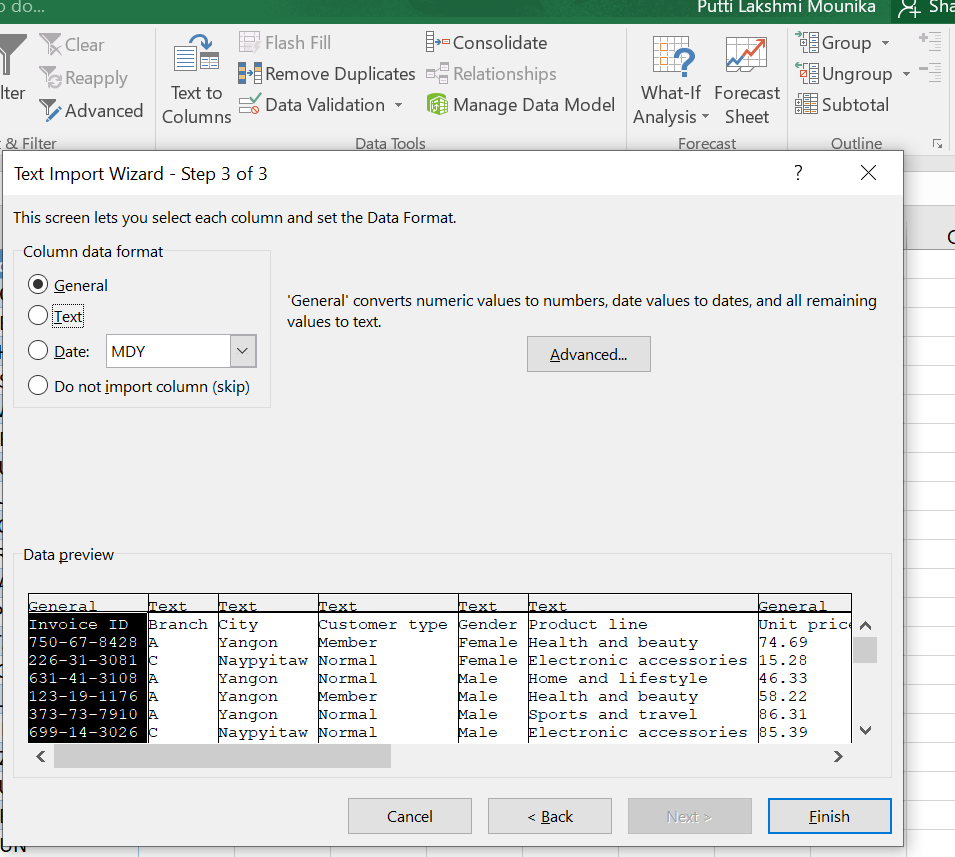 o do...
Putti Lakshmi Mounika
Sha
Clear
Reapply
Advanced
lter
& Filter
Text to
Columns
Flash Fill
Remove Duplicates
Data Validation
Consolidate
Relationships
Manage Data Model
Data Tools
What-If
Analysis
Forecast
Sheet
Forecast
Group
Ungroup
Subtotal
Outline
Text Import Wizard - Step 3 of 3
?
This screen lets you select each column and set the Data Format.
Column data format
General
Text
Date: MDY
Do not import column (skip)
'General' converts numeric values to numbers, date values to dates, and all remaining
values to text.
Advanced...
Data preview
General Text Text Text Text Text General
Invoice ID Branch City Customer type Gender Product line Unit price
750-67-8428 A Yangon Member Female Health and beauty 74.69
226-31-3081 C Naypyitaw Normal Female Electronic accessories 15.28
631-41-3108 A Yangon Normal Male Home and lifestyle 46.33
123-19-1176 A Yangon Member Male Health and beauty 58.22
373-73-7910 A Yangon Normal Male Sports and travel 86.31
699-14-3026 C Naypyitaw Normal Male Electronic accessories 85.39
Cancel
< Back
Next >
Finish